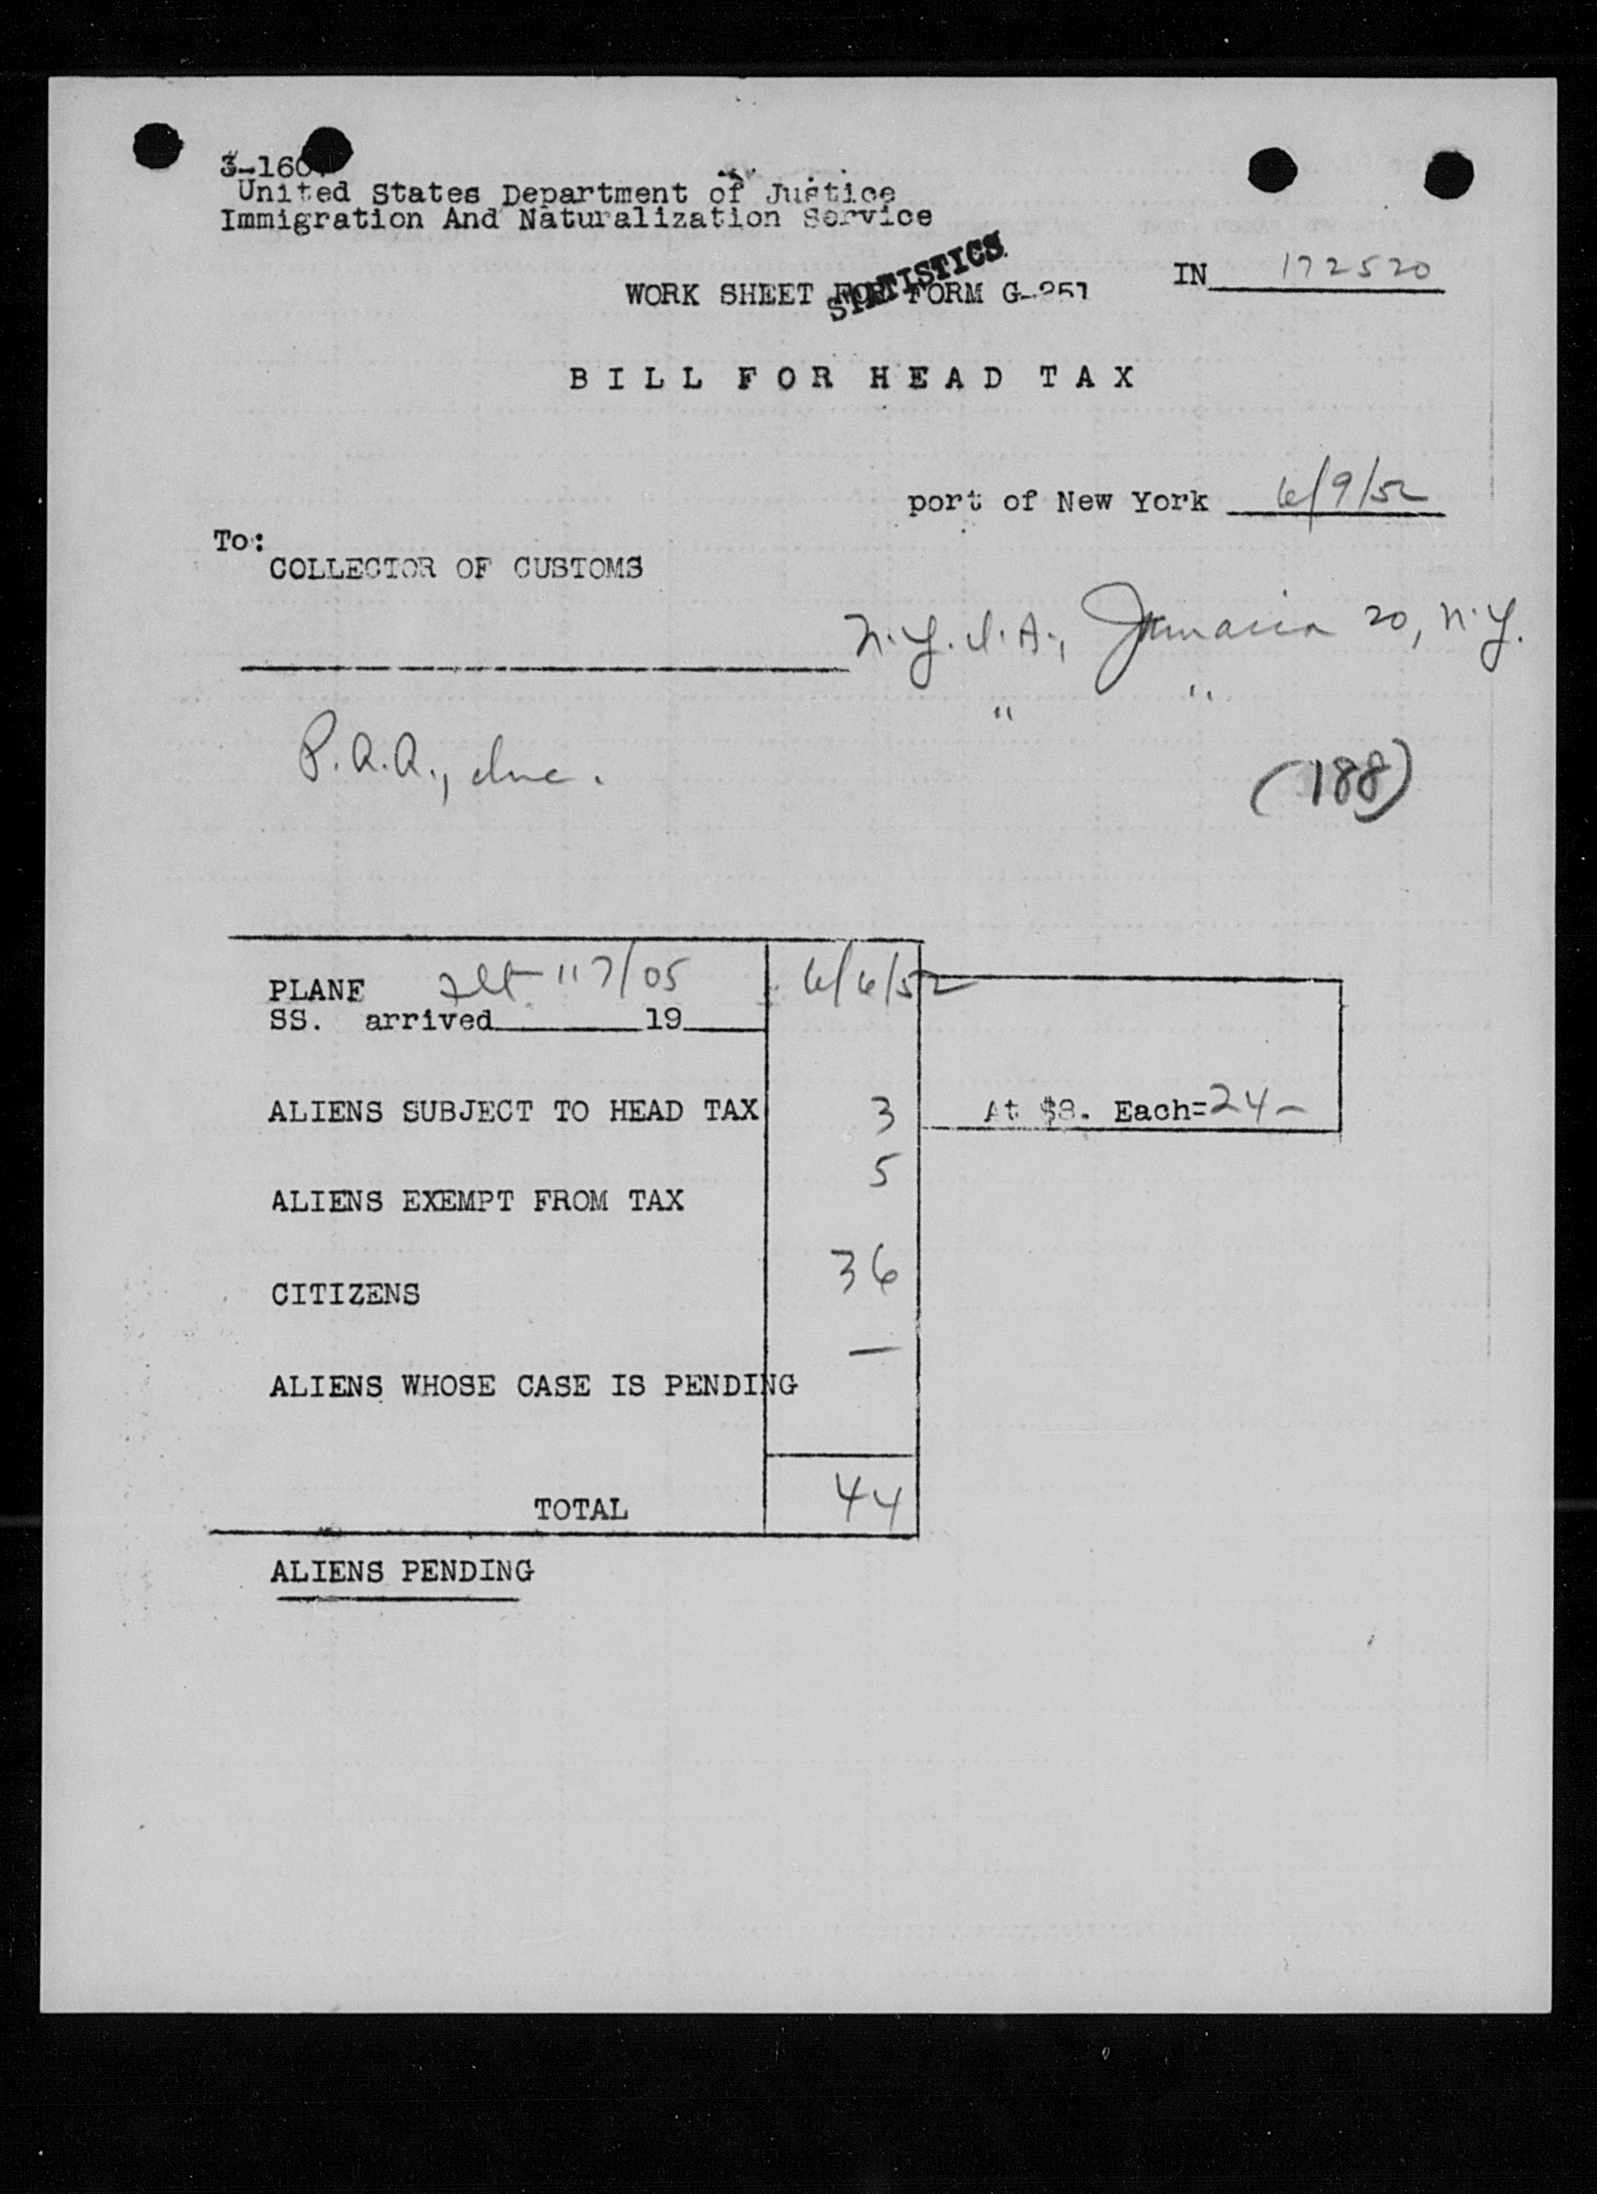 3-160
United States Department of Justice
Immigration And Naturalization Service
STATISTICS
WORK SHEET FOR FORM G-251
IN 172520
BILL FOR HEAD TAX
port of New York 6/9/52
To:
COLLECTOR OF CUSTOMS
N.Y.I.A., Jamaica 20, N.Y.
" "
P.A.A., Inc.
(188)
PLANE Flt 117/05 6/6/52
SS. arrived 19
ALIENS SUBJECT TO HEAD TAX 3 At $8. Each=24-
ALIENS EXEMPT FROM TAX 5
CITIZENS 36
ALIENS WHOSE CASE IS PENDING —
TOTAL 44
ALIENS PENDING